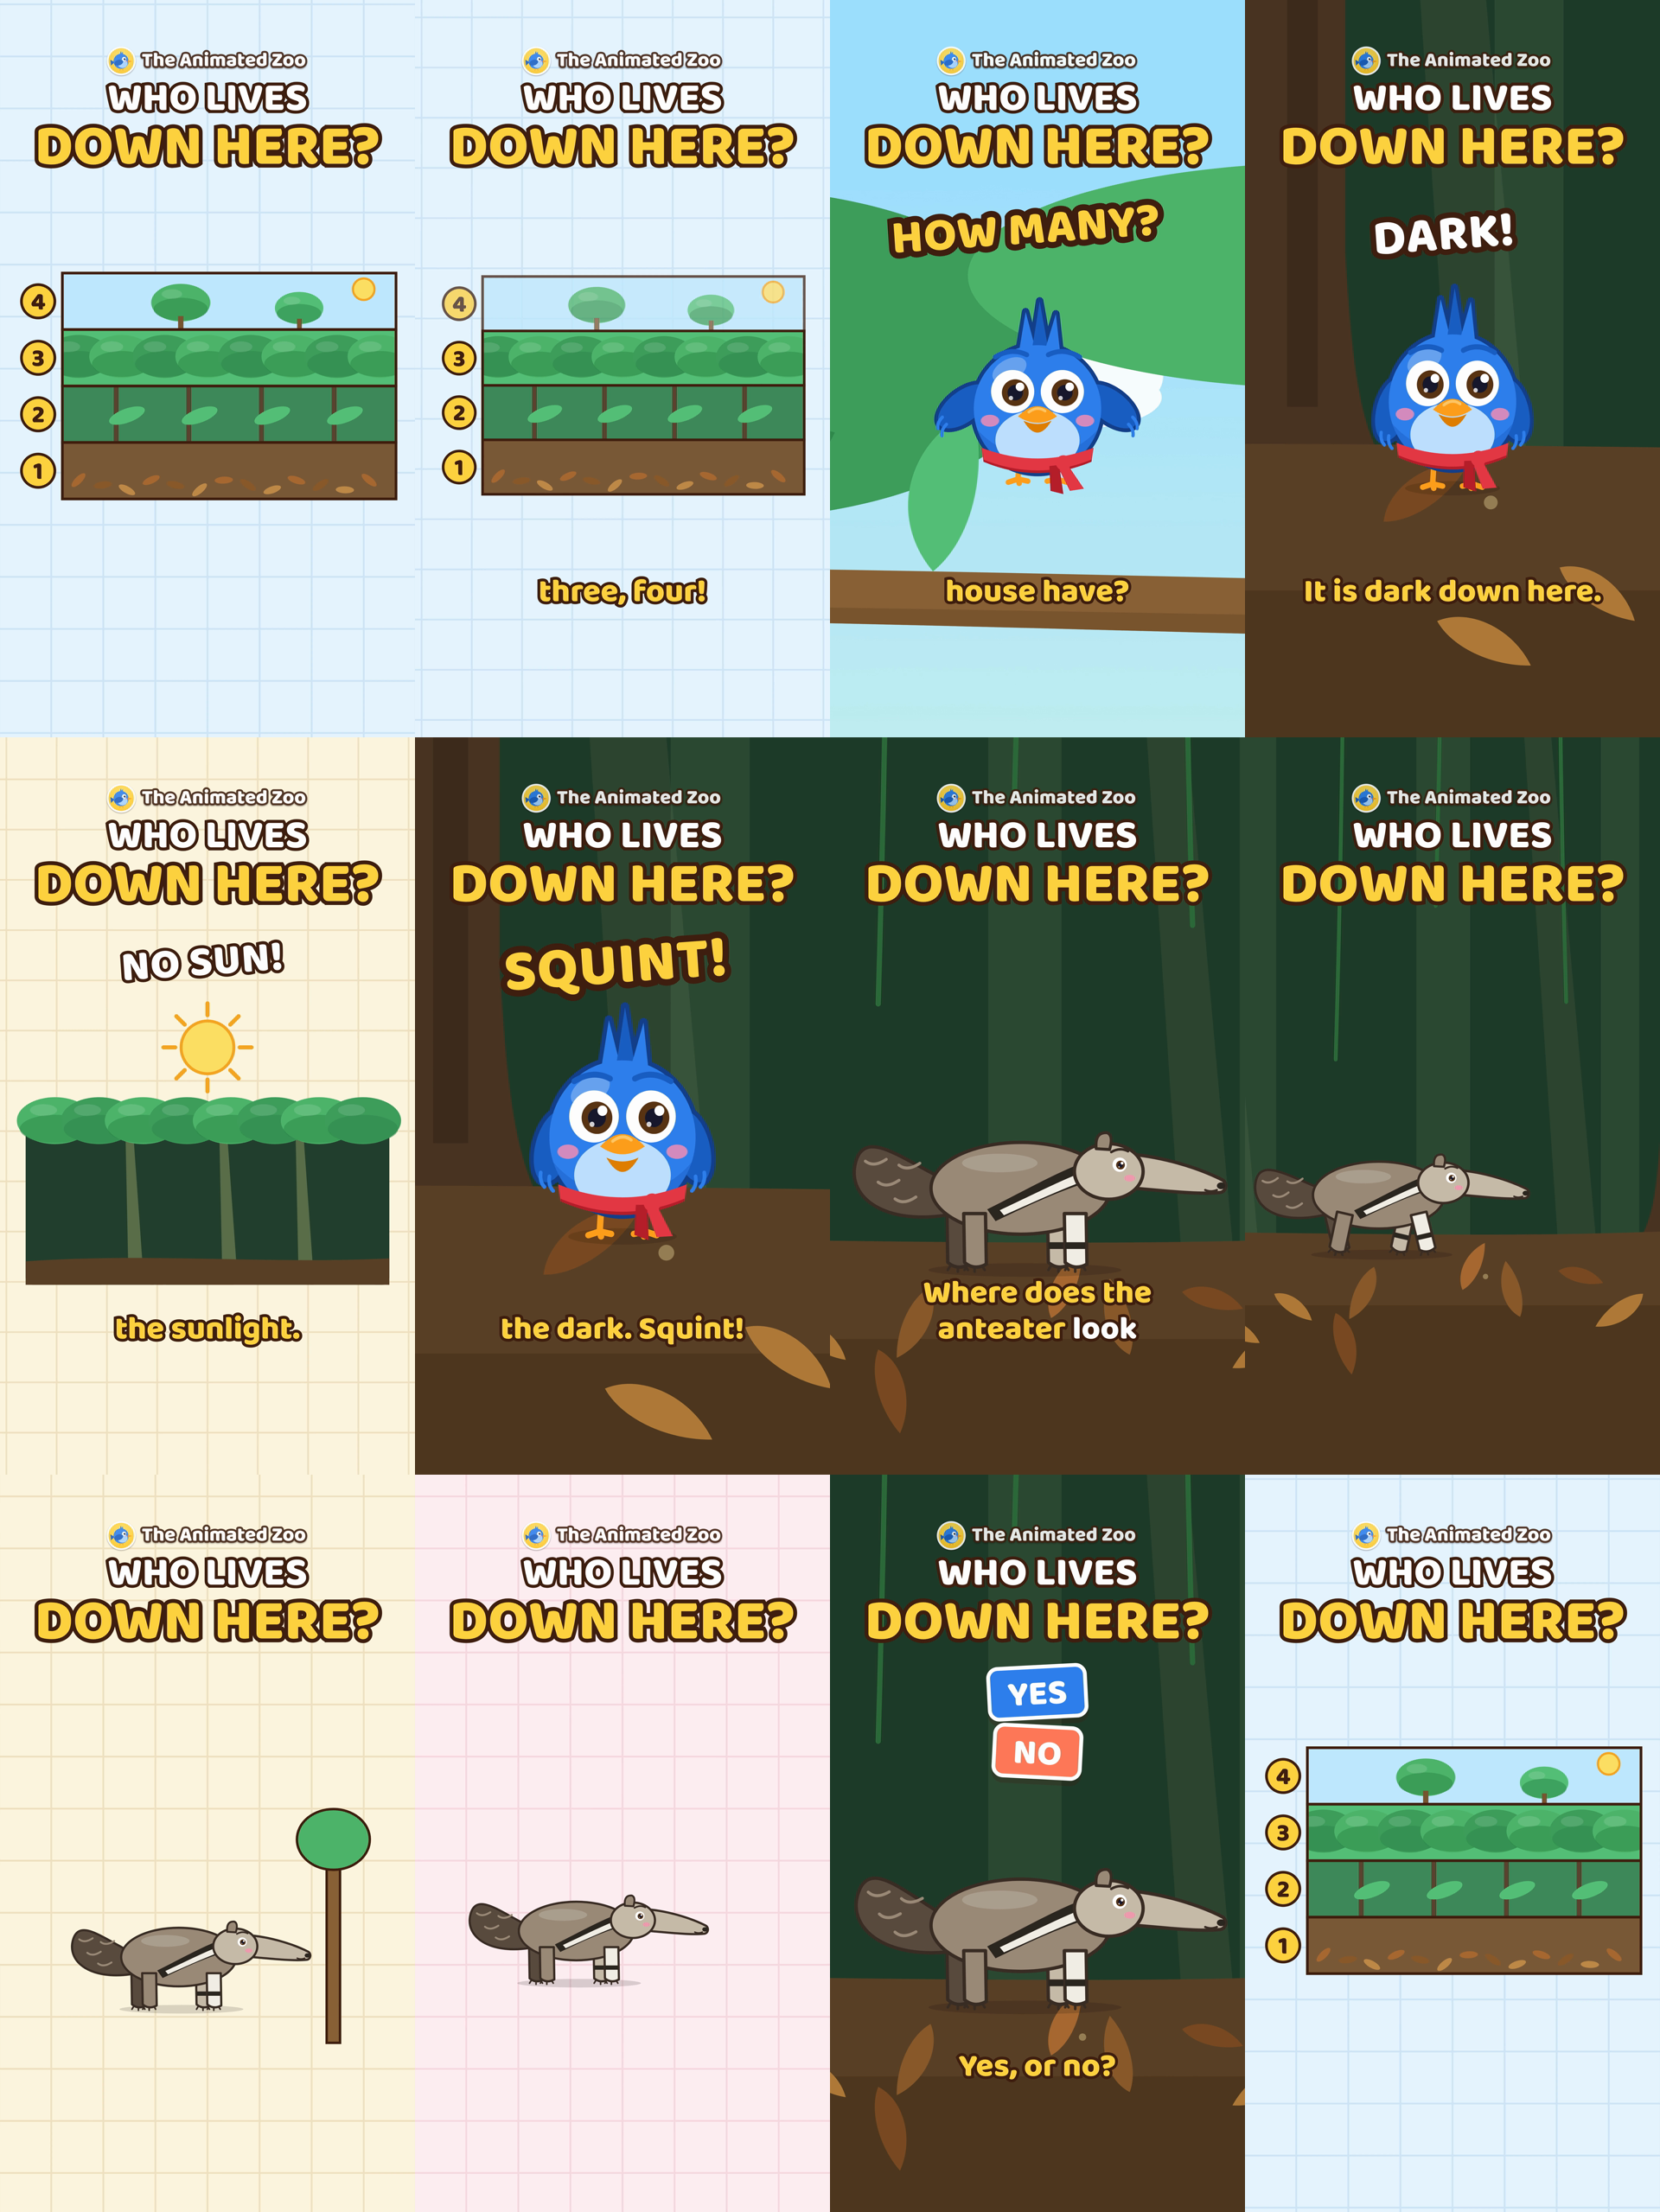 The Animated Zoo
WHO LIVES
DOWN HERE?
4
3
2
1
The Animated Zoo
WHO LIVES
DOWN HERE?
4
3
2
1
three, four!
The Animated Zoo
WHO LIVES
DOWN HERE?
HOW MANY?
house have?
The Animated Zoo
WHO LIVES
DOWN HERE?
DARK!
It is dark down here.
The Animated Zoo
WHO LIVES
DOWN HERE?
NO SUN!
the sunlight.
The Animated Zoo
WHO LIVES
DOWN HERE?
SQUINT!
the dark. Squint!
The Animated Zoo
WHO LIVES
DOWN HERE?
Where does the
anteater look
The Animated Zoo
WHO LIVES
DOWN HERE?
The Animated Zoo
WHO LIVES
DOWN HERE?
The Animated Zoo
WHO LIVES
DOWN HERE?
The Animated Zoo
WHO LIVES
DOWN HERE?
YES
NO
Yes, or no?
The Animated Zoo
WHO LIVES
DOWN HERE?
4
3
2
1